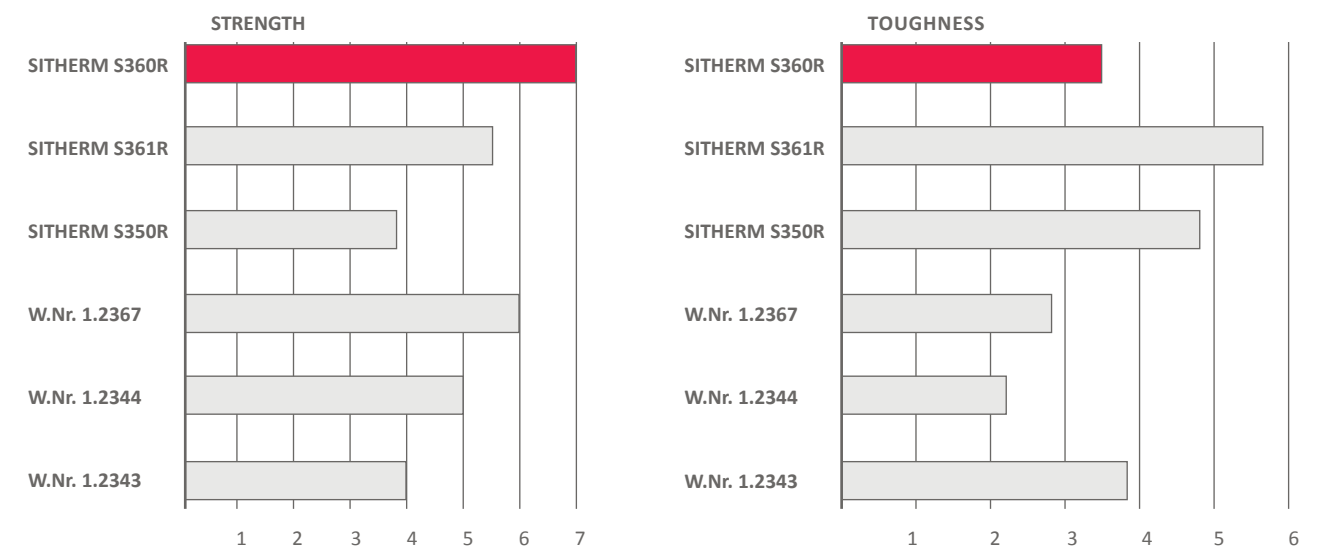 STRENGTH
SITHERM S360R
SITHERM S361R
SITHERM S350R
W.Nr. 1.2367
W.Nr. 1.2344
W.Nr. 1.2343
1 2 3 4 5 6 7
TOUGHNESS
SITHERM S360R
SITHERM S361R
SITHERM S350R
W.Nr. 1.2367
W.Nr. 1.2344
W.Nr. 1.2343
1 2 3 4 5 6